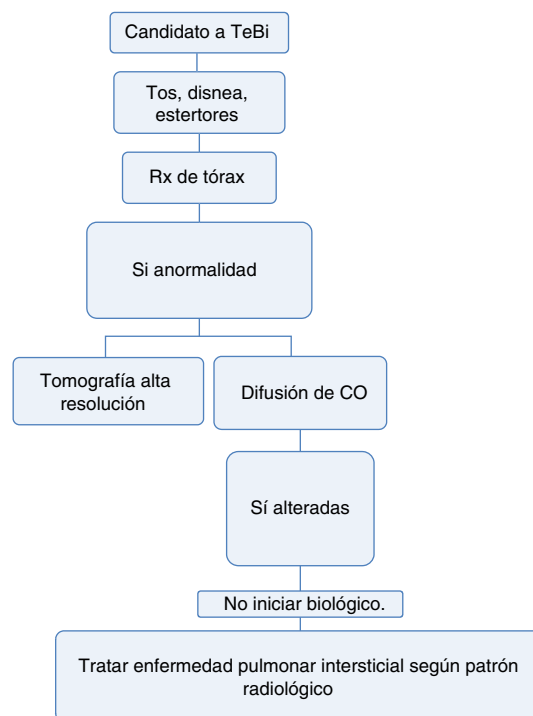 Candidato a TeBi
Tos, disnea,
estertores
Rx de tórax
Si anormalidad
Tomografía alta
resolución
Difusión de CO
Sí alteradas
No iniciar biológico.
Tratar enfermedad pulmonar intersticial según patrón
radiológico